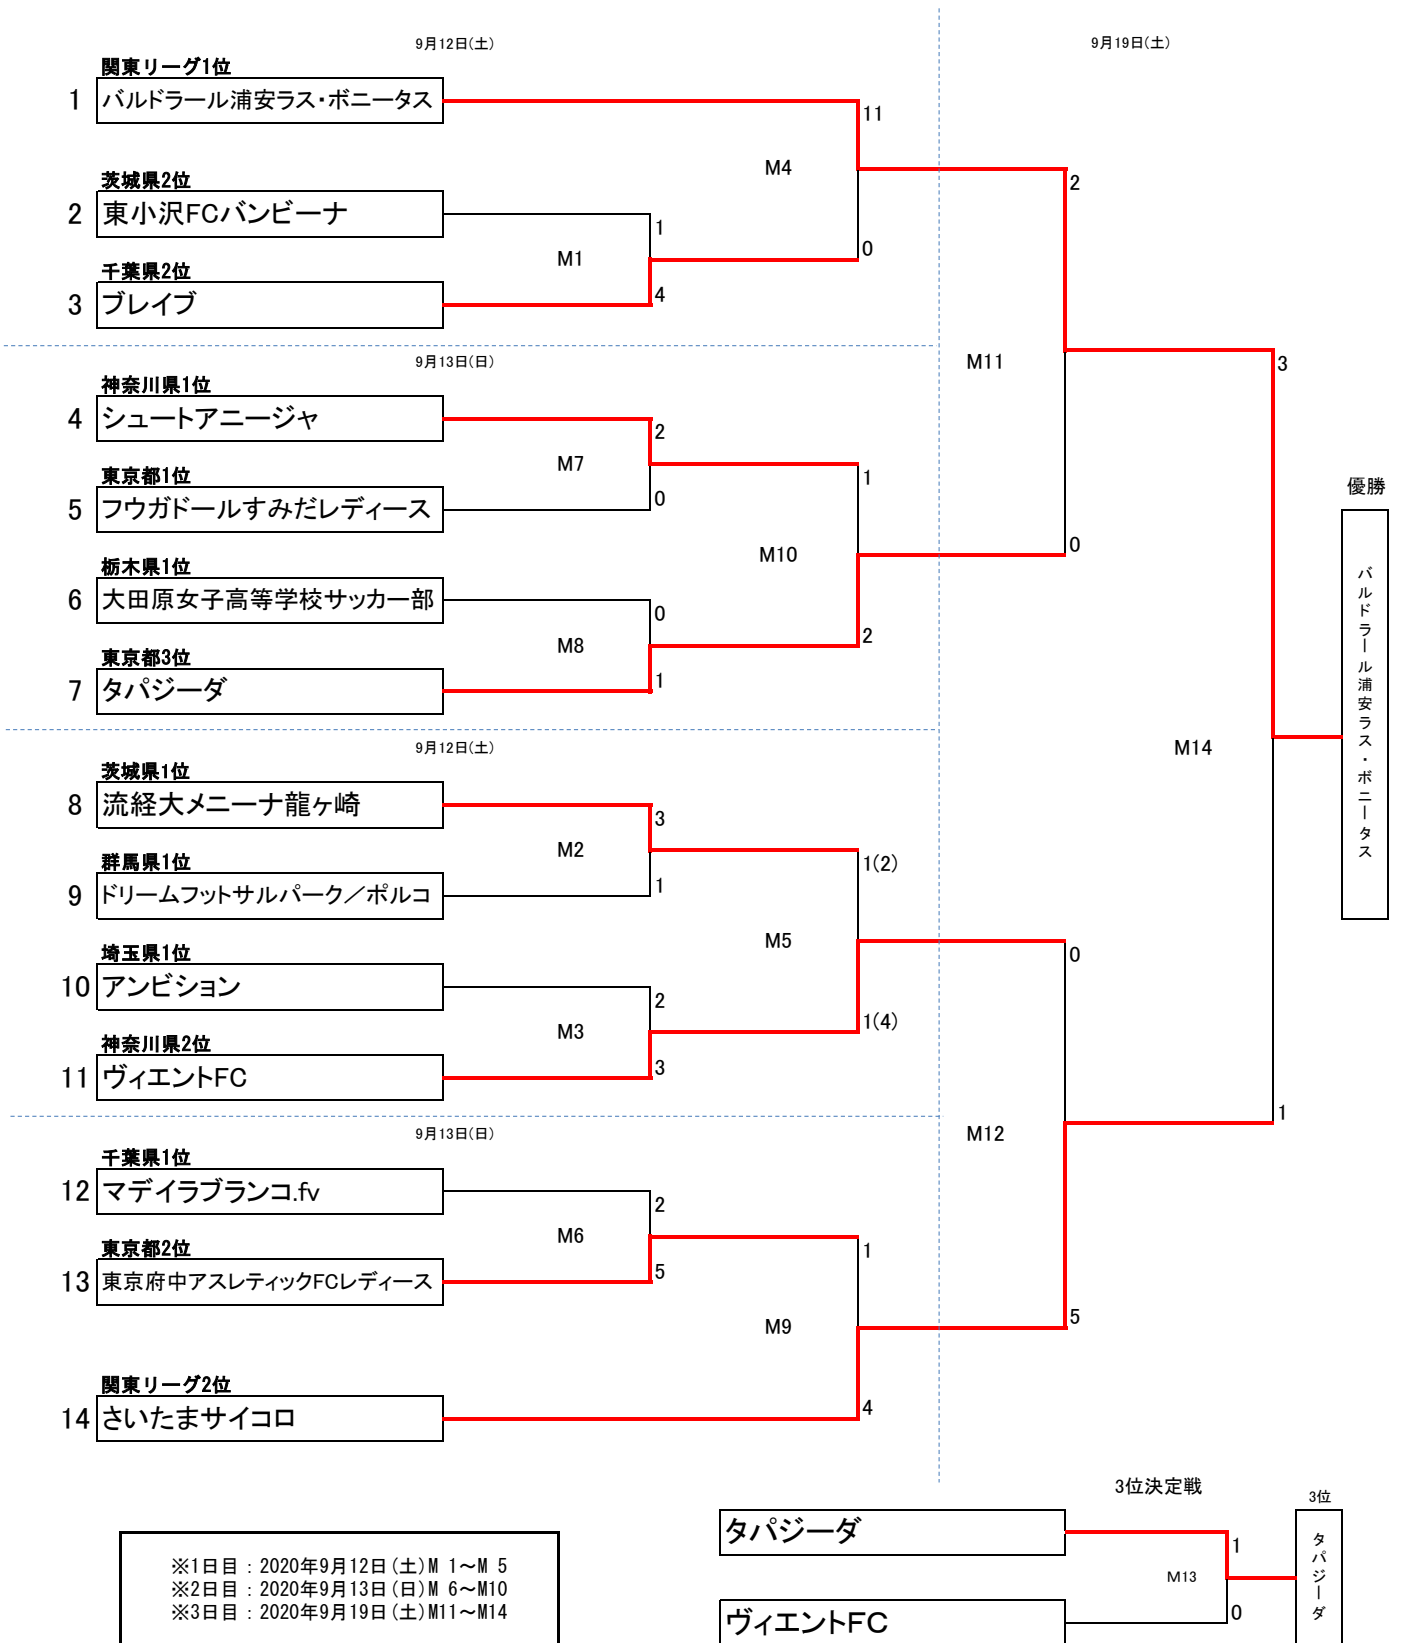 9月12日(土)
9月19日(土)
関東リーグ1位
1 バルドラール浦安ラス・ボニータス
11
M4
2
茨城県2位
2 東小沢FCバンビーナ
1
M1
0
千葉県2位
3 ブレイブ
4
9月13日(日)
M11
3
神奈川県1位
4 シュートアニージャ
2
M7
東京都1位
1
5 フウガドールすみだレディース
0
優勝
M10
0
栃木県1位
6 大田原女子高等学校サッカー部
0
M8
2
東京都3位
7 タパジーダ
1
バルドラール浦安ラス・ボニータス
9月12日(土)
M14
茨城県1位
8 流経大メニーナ龍ヶ崎
3
M2
群馬県1位
1(2)
9 ドリームフットサルパーク／ポルコ
1
M5
埼玉県1位
0
10 アンビション
2
M3
1(4)
神奈川県2位
11 ヴィエントFC
3
1
9月13日(日)
M12
千葉県1位
12 マデイラブランコ.fv
2
M6
東京都2位
1
13 東京府中アスレティックFCレディース
5
M9
5
関東リーグ2位
14 さいたまサイコロ
4
3位決定戦
3位
タパジーダ
1
M13
タパジーダ
ヴィエントFC
0
※1日目：2020年9月12日(土)M 1～M 5
※2日目：2020年9月13日(日)M 6～M10
※3日目：2020年9月19日(土)M11～M14